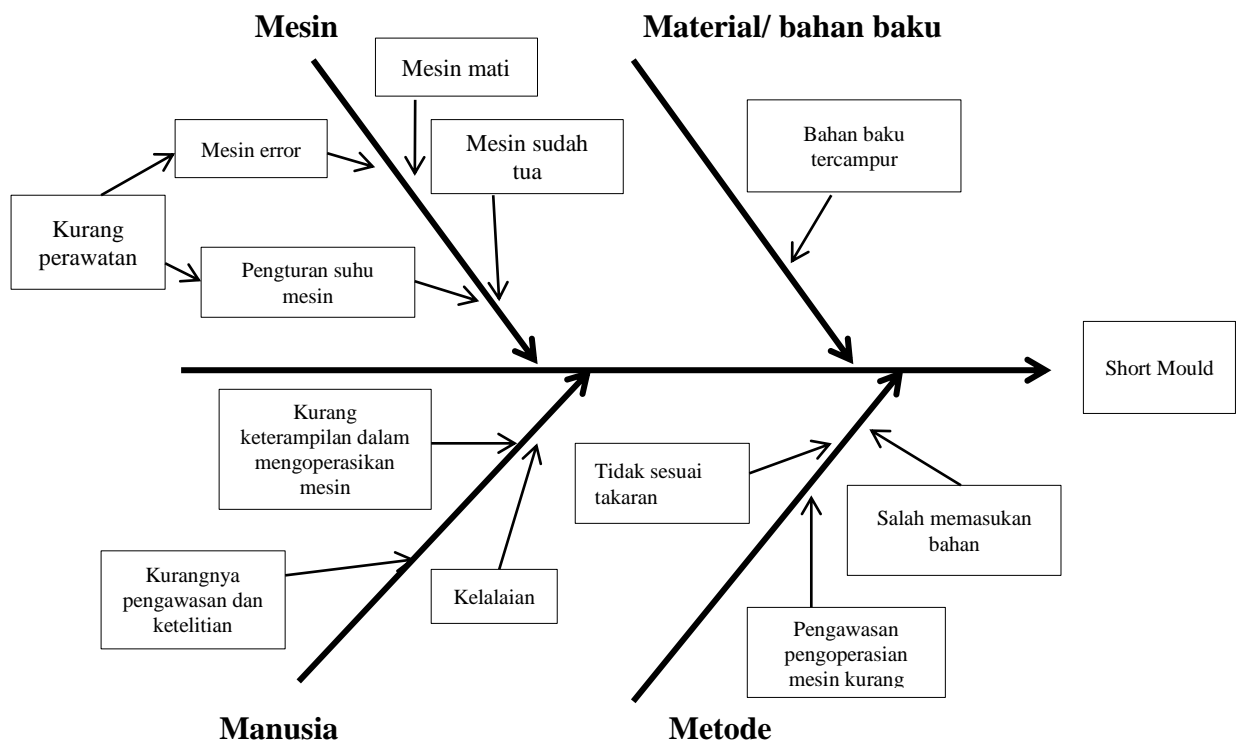 Mesin
Material/ bahan baku
Mesin mati
Mesin error
Mesin sudah
tua
Bahan baku
tercampur
Kurang
perawatan
Pengturan suhu
mesin
Short Mould
Kurang
keterampilan dalam
mengoperasikan
mesin
Tidak sesuai
takaran
Salah memasukan
bahan
Kurangnya
pengawasan dan
ketelitian
Kelalaian
Pengawasan
pengoperasian
mesin kurang
Manusia
Metode